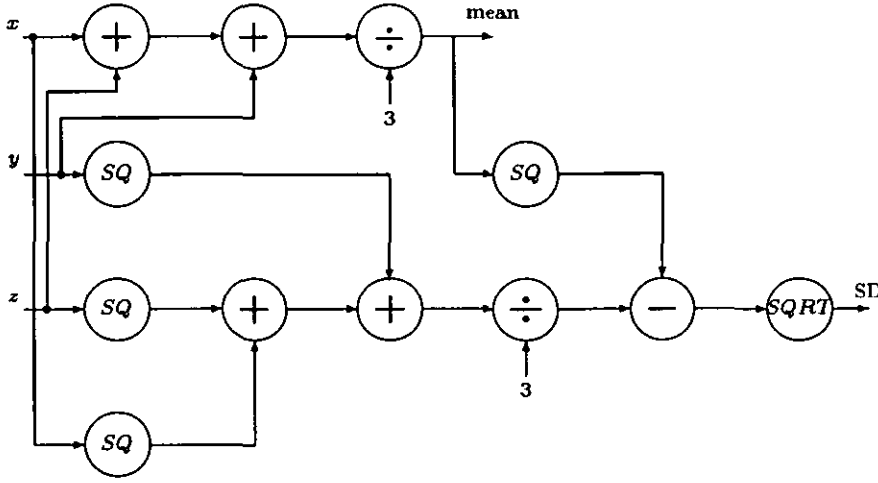 x
+
+
÷
mean
3
y
SQ
SQ
z
SQ
+
+
÷
−
SQRT
SD
3
SQ